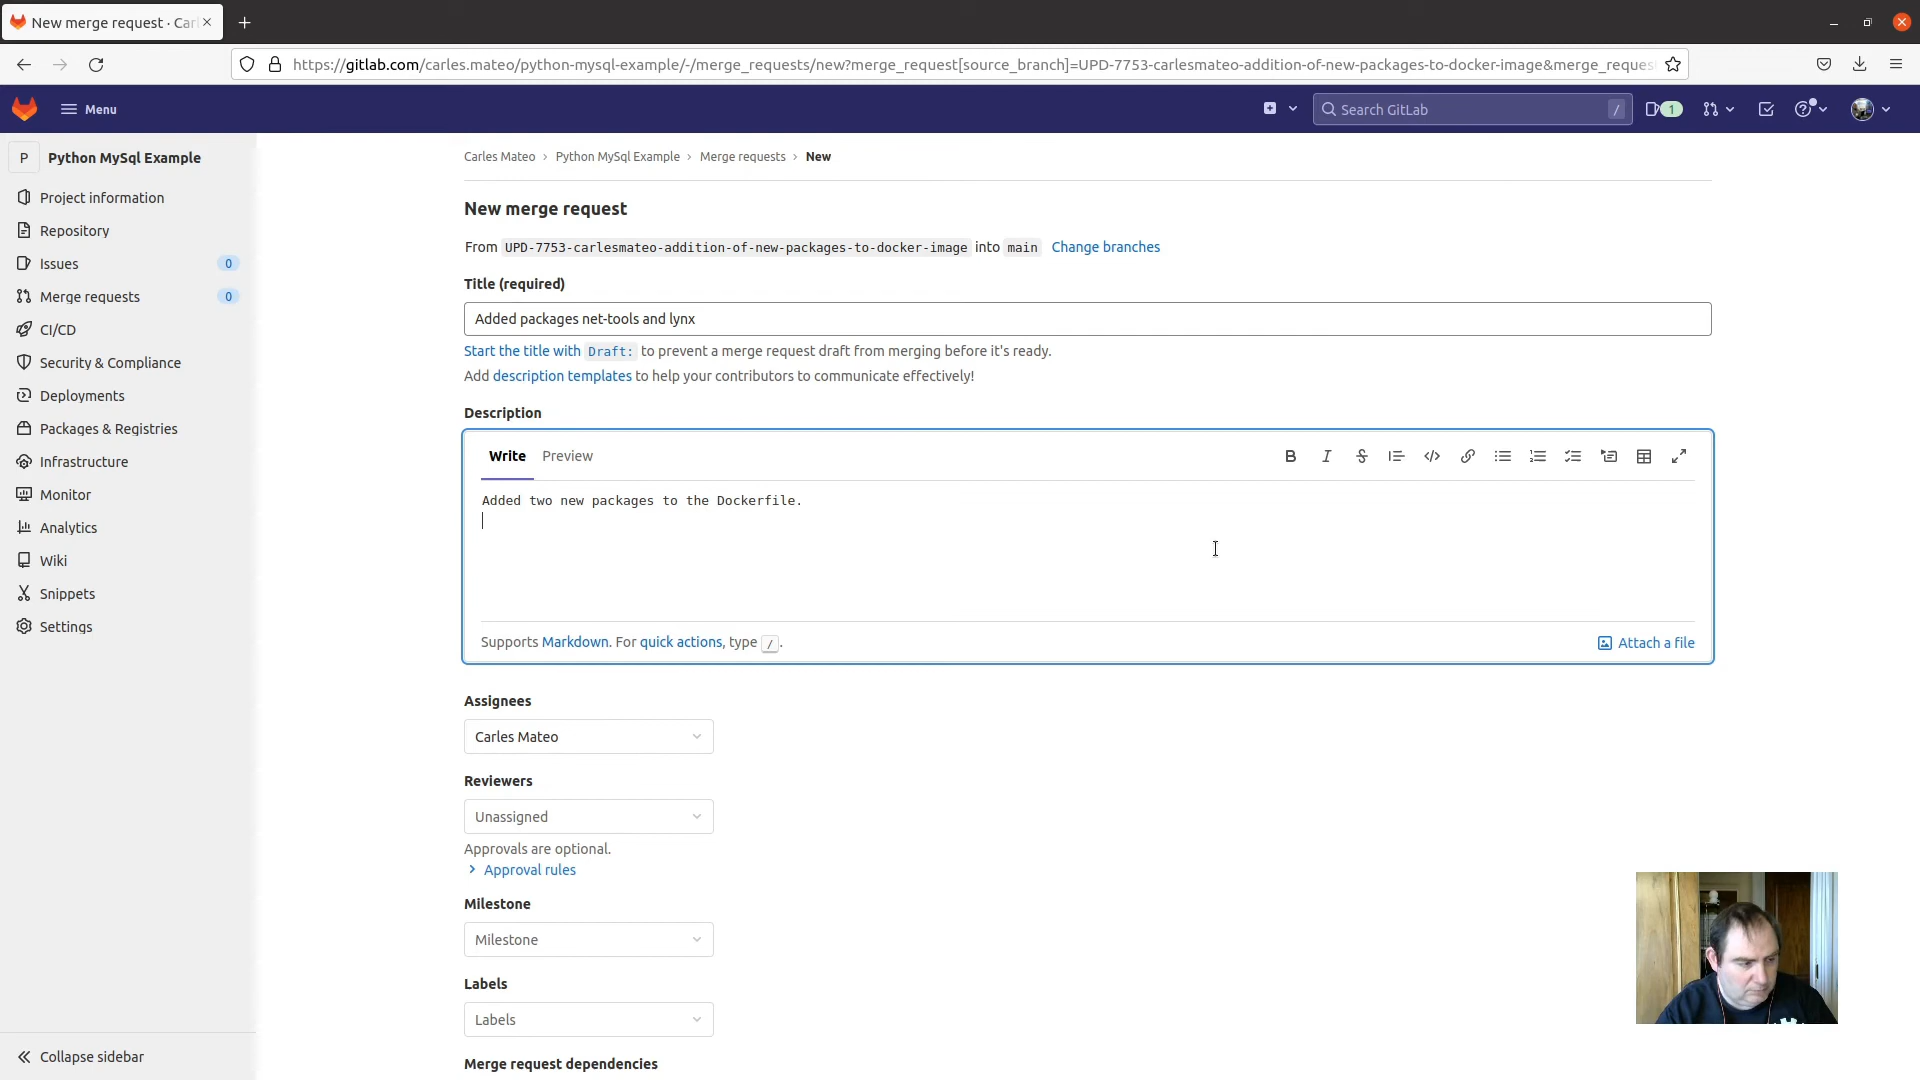 New merge request · Car
https://gitlab.com/carles.mateo/python-mysql-example/-/merge_requests/new?merge_request[source_branch]=UPD-7753-carlesmateo-addition-of-new-packages-to-docker-image&merge_reques
Menu
Search GitLab /
1
P Python MySql Example
Project information
Repository
Issues 0
Merge requests 0
CI/CD
Security & Compliance
Deployments
Packages & Registries
Infrastructure
Monitor
Analytics
Wiki
Snippets
Settings
Collapse sidebar
Carles Mateo > Python MySql Example > Merge requests > New
New merge request
From UPD-7753-carlesmateo-addition-of-new-packages-to-docker-image into main Change branches
Title (required)
Added packages net-tools and lynx
Start the title with Draft: to prevent a merge request draft from merging before it's ready.
Add description templates to help your contributors to communicate effectively!
Description
Write Preview
Added two new packages to the Dockerfile.
Supports Markdown. For quick actions, type /.
Attach a file
Assignees
Carles Mateo
Reviewers
Unassigned
Approvals are optional.
Approval rules
Milestone
Milestone
Labels
Labels
Merge request dependencies